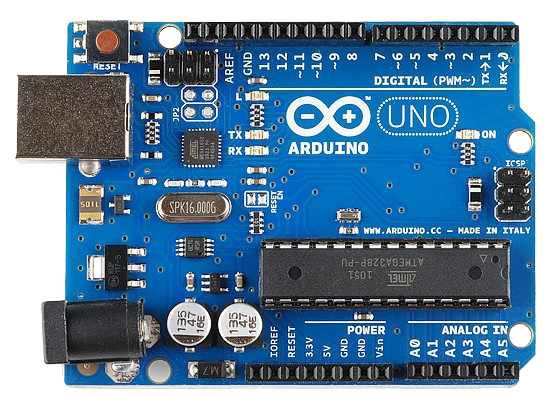 RESET
AREF
GND
13
12
~11
~10
~9
8
7
~6
~5
4
~3
2
TX→1
RX←0
DIGITAL (PWM~)
L
JP2
TX
RX
ARDUINO
UNO
ON
ICSP
RESET
EN
SPK16.000G
5011
WWW.ARDUINO.CC - MADE IN ITALY
ATMEL
ATMEGA328P-PU
1051
135
47
16E
135
47
16E
M7
IOREF
RESET
3.3V
5V
GND
GND
Vin
POWER
ANALOG IN
A0
A1
A2
A3
A4
A5